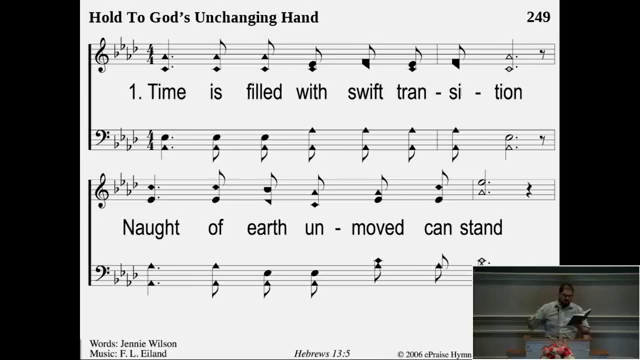 Hold To God's Unchanging Hand 249
1. Time is filled with swift tran - si - tion
Naught of earth un - moved can stand
Words: Jennie Wilson
Music: F. L. Eiland
Hebrews 13:5
© 2006 ePraise Hymn